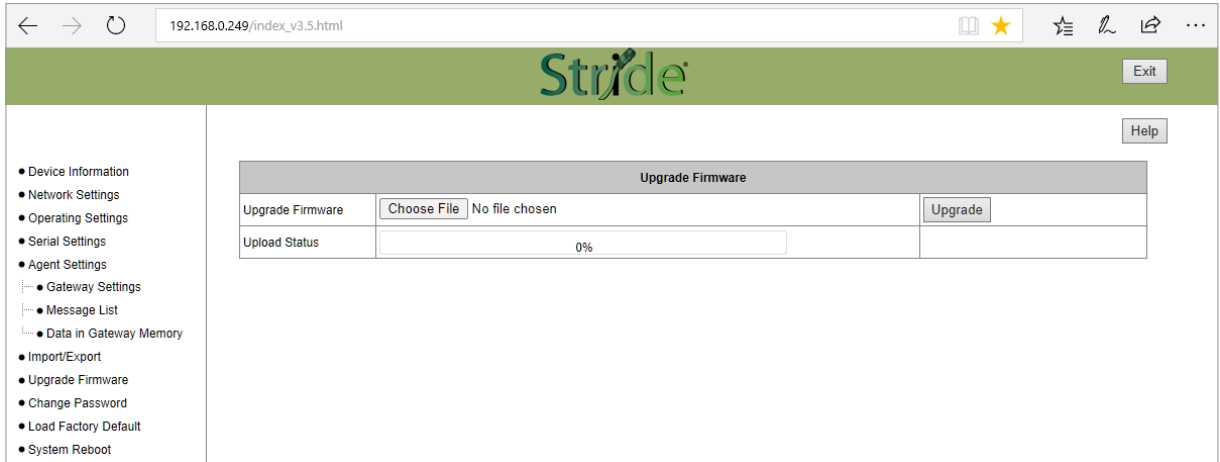 192.168.0.249/index_v3.5.html
Stride®
Exit
Help
Device Information
Network Settings
Operating Settings
Serial Settings
Agent Settings
Gateway Settings
Message List
Data in Gateway Memory
Import/Export
Upgrade Firmware
Change Password
Load Factory Default
System Reboot
Upgrade Firmware
Upgrade Firmware Choose File No file chosen Upgrade
Upload Status 0%